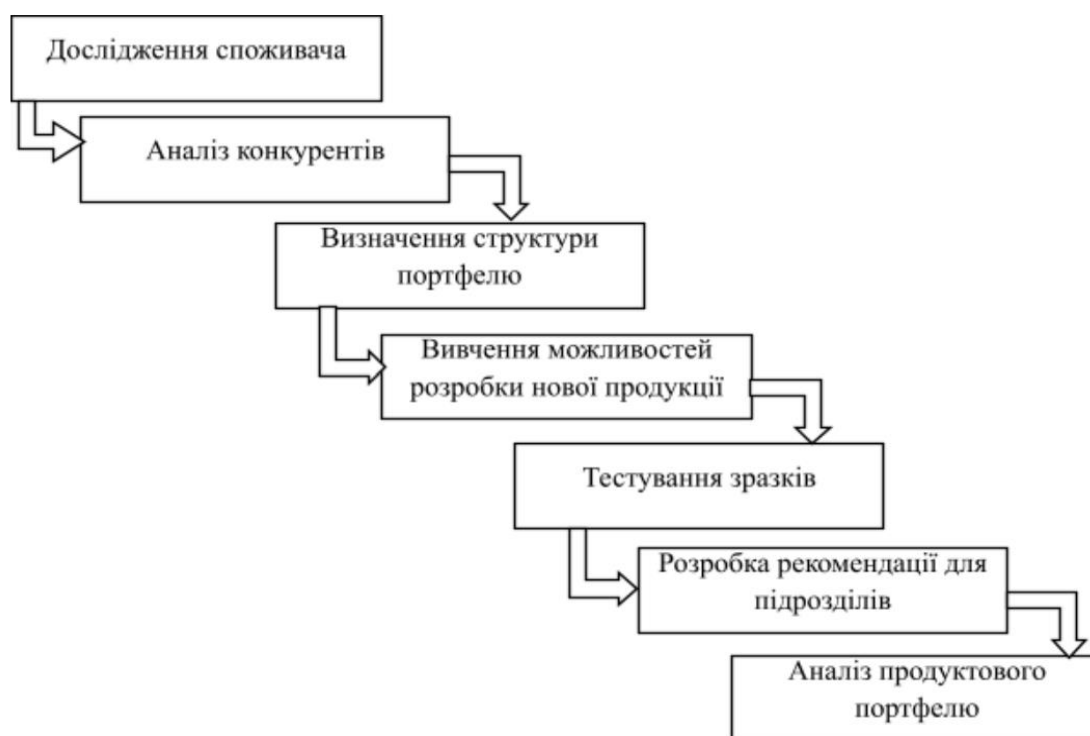 Дослідження споживача
Аналіз конкурентів
Визначення структури
портфелю
Вивчення можливостей
розробки нової продукції
Тестування зразків
Розробка рекомендації для
підрозділів
Аналіз продуктового
портфелю